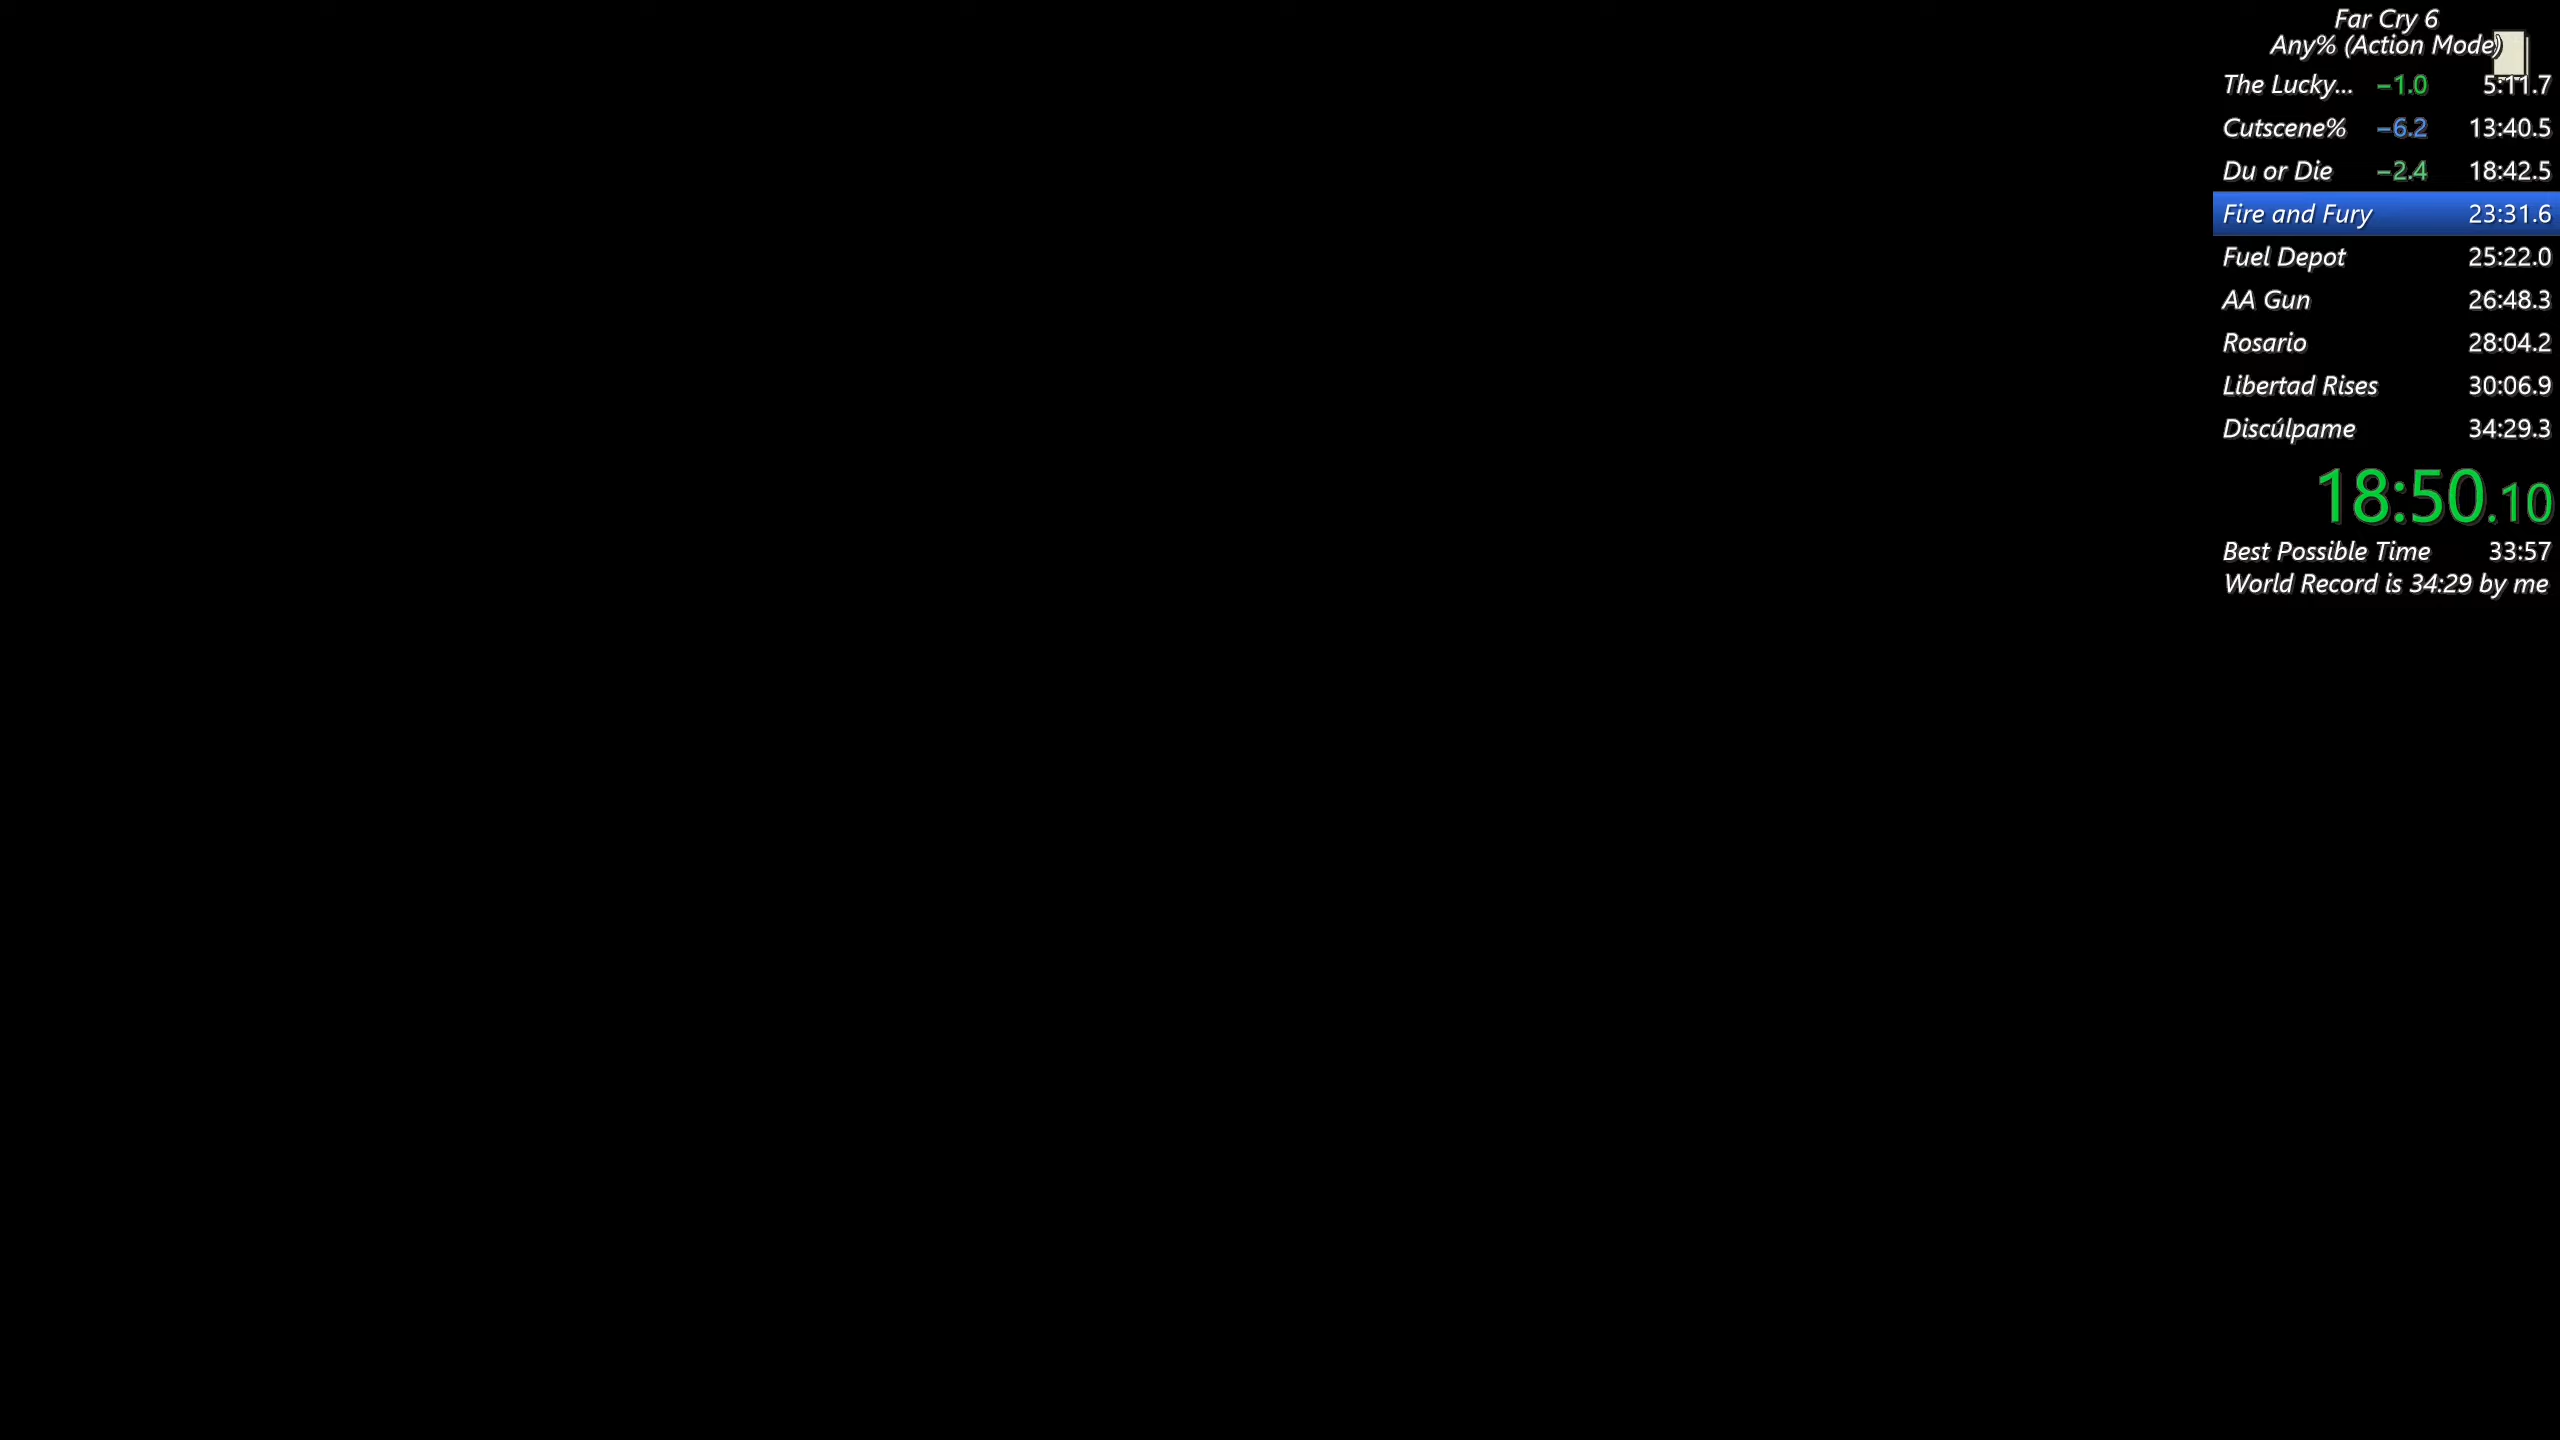 Far Cry 6
Any% (Action Mode)
The Lucky... −1.0 5:11.7
Cutscene% −6.2 13:40.5
Du or Die −2.4 18:42.5
Fire and Fury 23:31.6
Fuel Depot 25:22.0
AA Gun 26:48.3
Rosario 28:04.2
Libertad Rises 30:06.9
Discúlpame 34:29.3
18:50.10
Best Possible Time 33:57
World Record is 34:29 by me